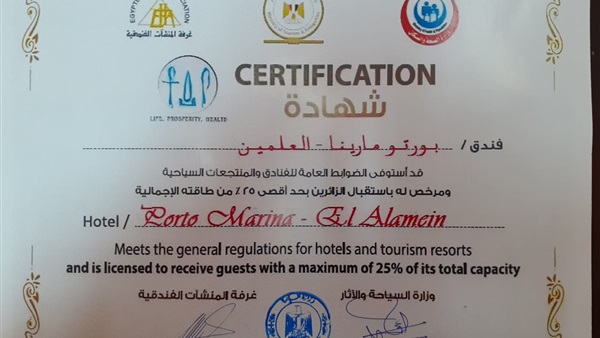 غرفة المنشآت الفندقية
CERTIFICATION
شهادة
LIFE, PROSPERITY, HEALTH
فندق / بورتو مارينا - العلمين
قد أستوفى الضوابط العامة للفنادق والمنتجعات السياحية
ومرخص له باستقبال الزائرين بحد أقصى ٢٥٪ من طاقته الإجمالية
Hotel / Porto Marina - El Alamein
Meets the general regulations for hotels and tourism resorts
and is licensed to receive guests with a maximum of 25% of its total capacity
وزارة السياحة والآثار
غرفة المنشآت الفندقية